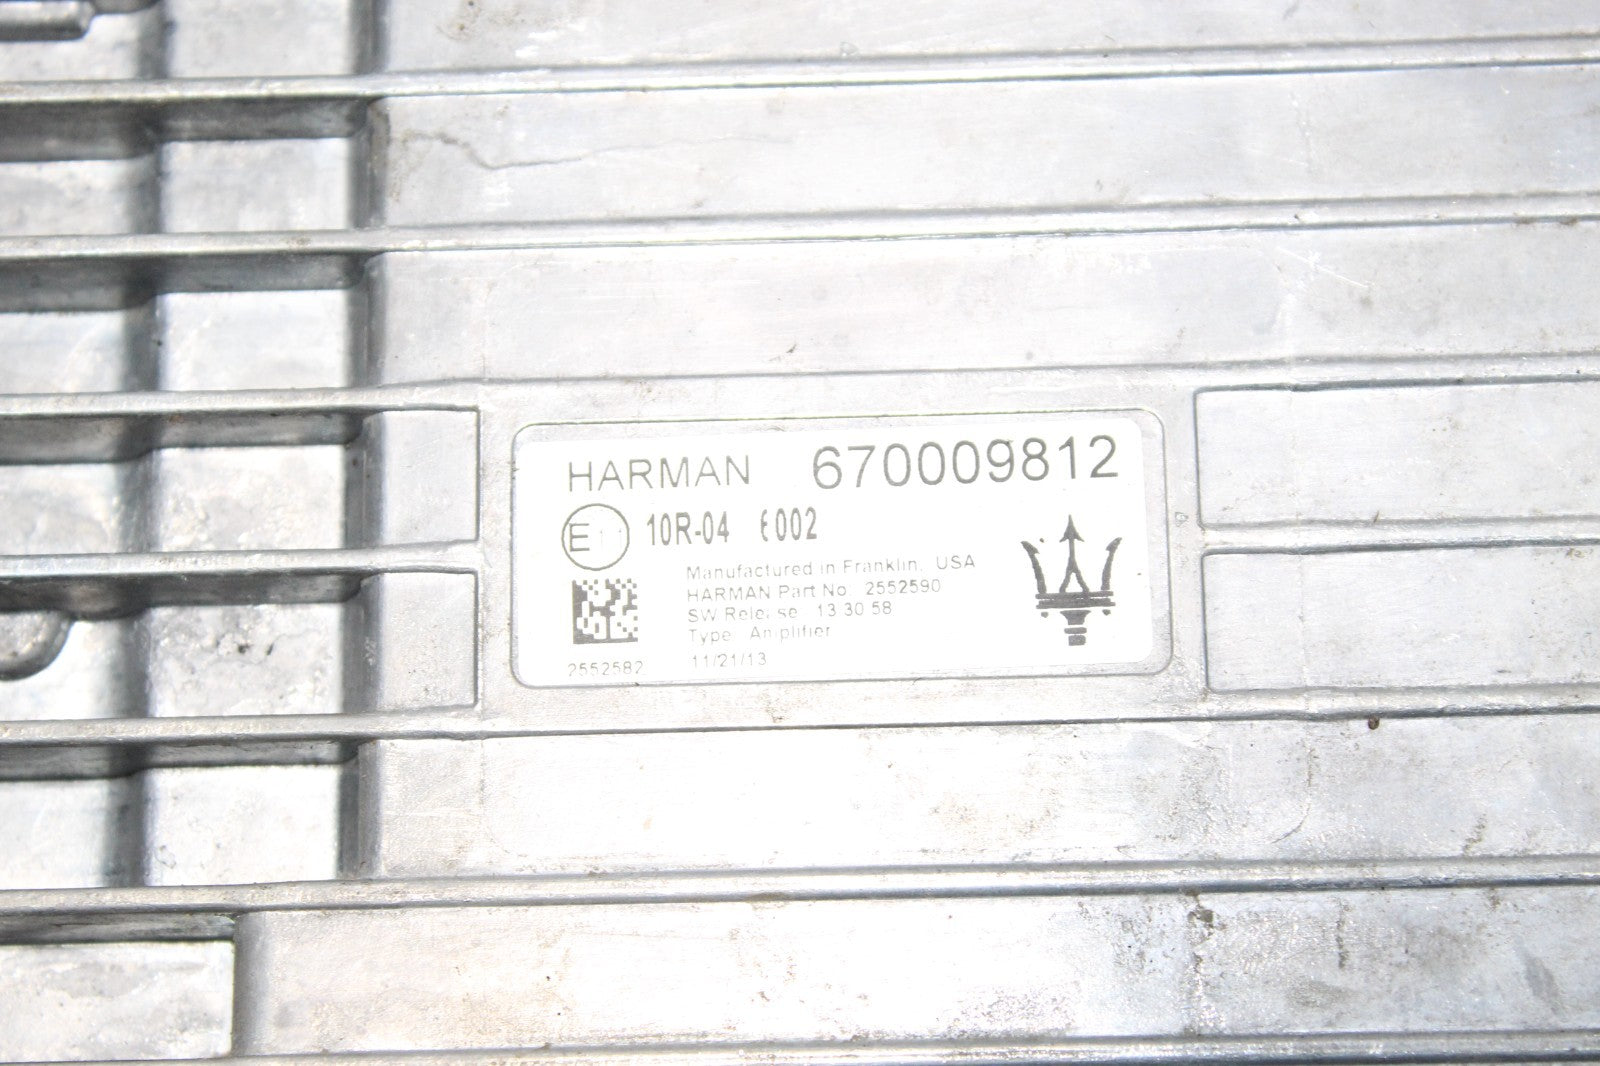 HARMAN 670009812
E11 10R-04 6002
Manufactured in Franklin, USA
HARMAN Part No: 2552590
SW Release: 13.30.58
Type: Amplifier
2552582 11/21/13